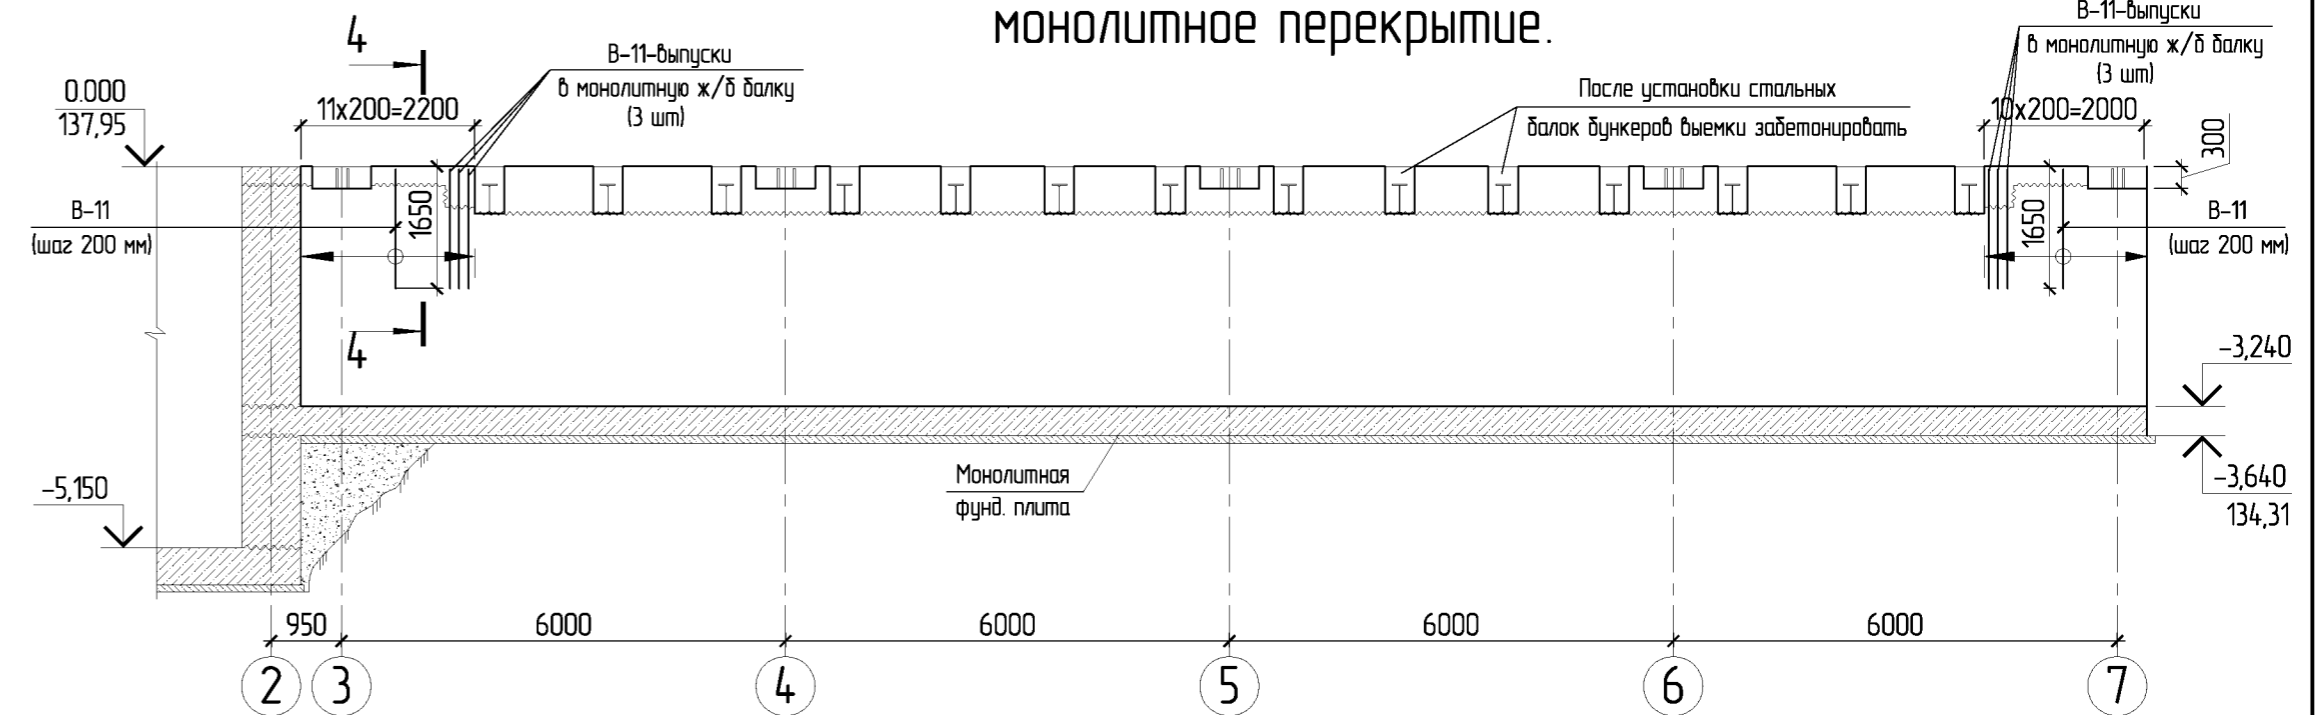 монолитное перекрытие.
4
В-11-выпуски
в монолитную ж/б балку
(3 шт)
В-11-выпуски
в монолитную ж/б балку
(3 шт)
0.000
137,95
11х200=2200
После установки стальных
балок бункеров выемки забетонировать
10х200=2000
300
В-11
(шаг 200 мм)
1650
1650
В-11
(шаг 200 мм)
4
-3,240
-5,150
Монолитная
фунд. плита
-3,640
134,31
950
6000
6000
6000
6000
2
3
4
5
6
7